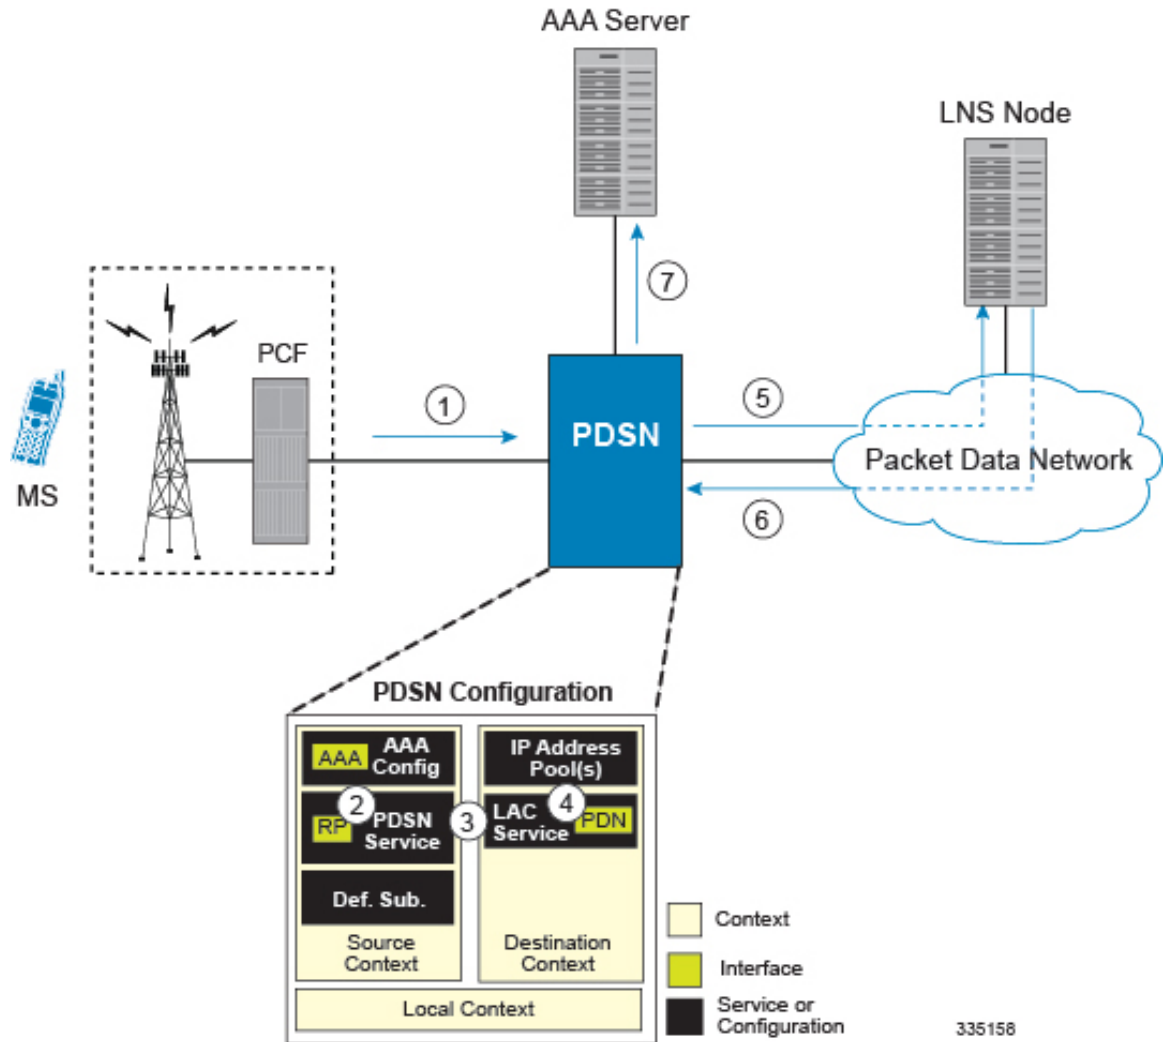 AAA Server
LNS Node
7
PCF
1
5
PDSN
Packet Data Network
MS
6
PDSN Configuration
AAA
AAA
Config
IP Address
Pool(s)
2
3
4
RP
PDSN
Service
LAC
Service
PDN
Def. Sub.
Source
Context
Destination
Context
Local Context
Context
Interface
Service or
Configuration
335158